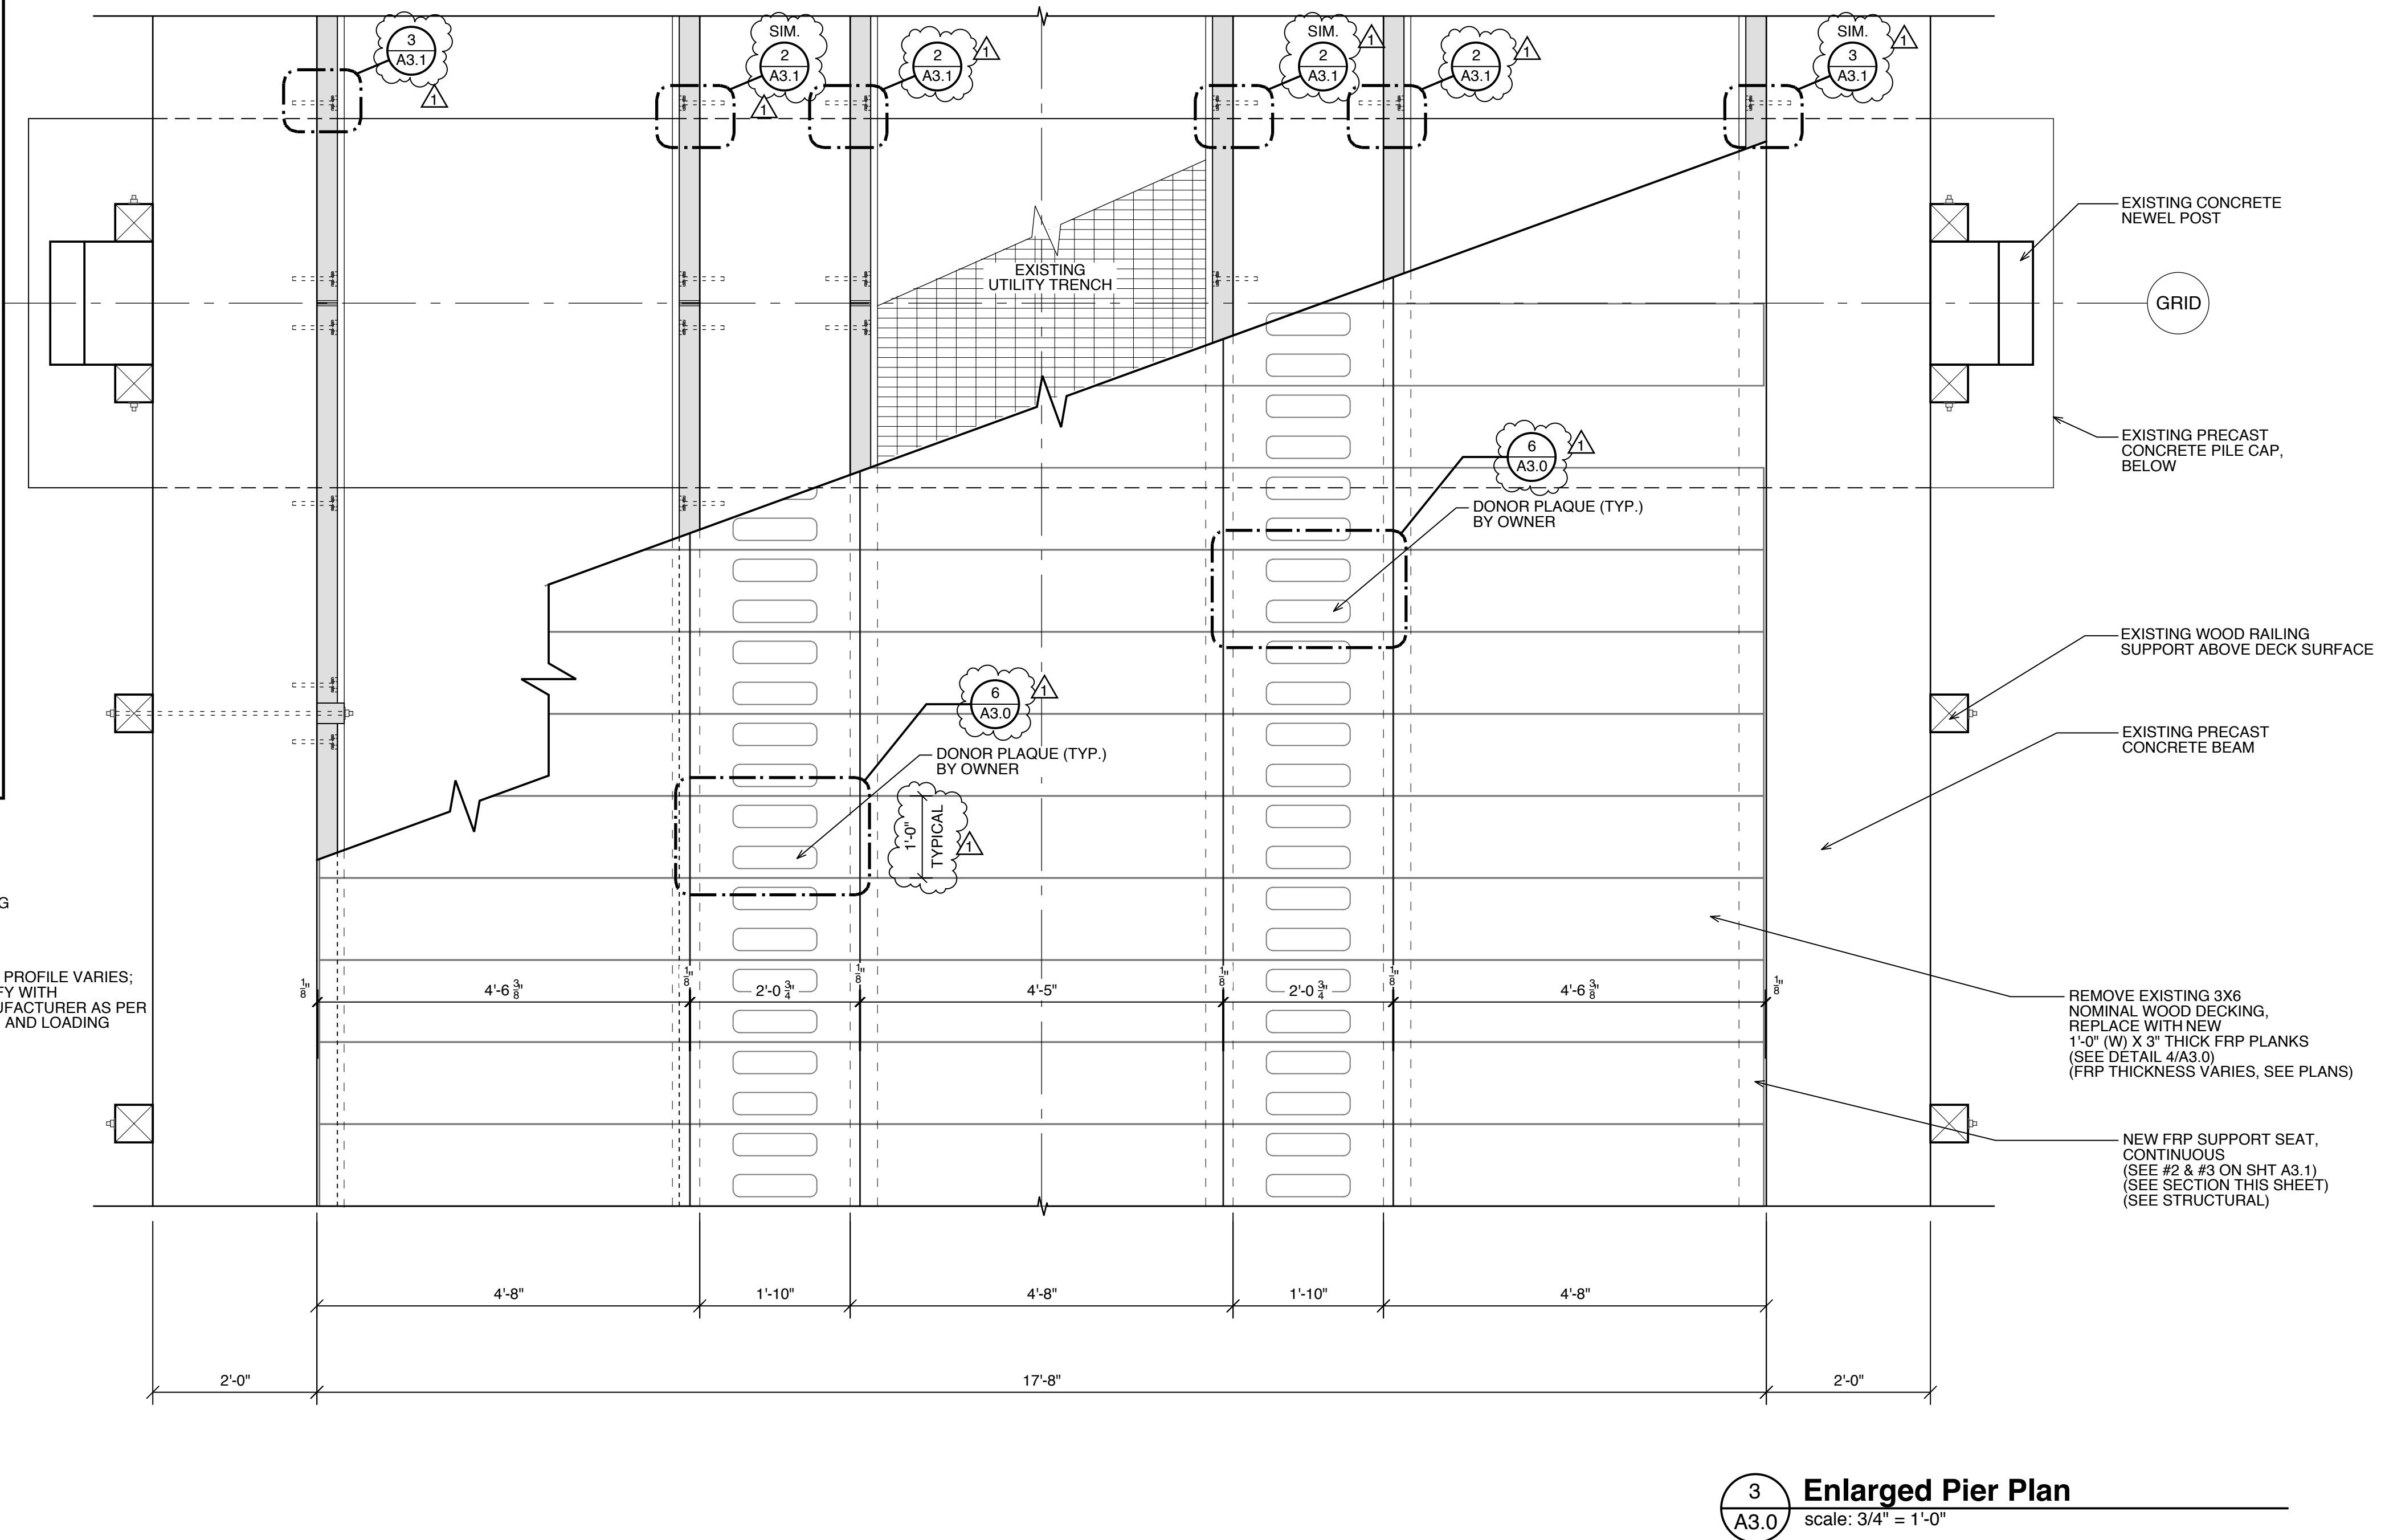 3
A3.1
1
SIM.
2
A3.1
1
2
A3.1
1
SIM.
2
A3.1
1
2
A3.1
1
SIM.
3
A3.1
1
EXISTING CONCRETE
NEWEL POST
EXISTING
UTILITY TRENCH
GRID
EXISTING PRECAST
CONCRETE PILE CAP,
BELOW
6
A3.0
1
DONOR PLAQUE (TYP.)
BY OWNER
EXISTING WOOD RAILING
SUPPORT ABOVE DECK SURFACE
6
A3.0
1
DONOR PLAQUE (TYP.)
BY OWNER
EXISTING PRECAST
CONCRETE BEAM
1'-0"
TYPICAL
1
G
PROFILE VARIES;
FY WITH
UFACTURER AS PER
AND LOADING
1/8"
4'-6 3/8"
1/8"
2'-0 3/4"
1/8"
4'-5"
1/8"
2'-0 3/4"
1/8"
4'-6 3/8"
1/8"
REMOVE EXISTING 3X6
NOMINAL WOOD DECKING,
REPLACE WITH NEW
1'-0" (W) X 3" THICK FRP PLANKS
(SEE DETAIL 4/A3.0)
(FRP THICKNESS VARIES, SEE PLANS)
NEW FRP SUPPORT SEAT,
CONTINUOUS
(SEE #2 & #3 ON SHT A3.1)
(SEE SECTION THIS SHEET)
(SEE STRUCTURAL)
4'-8"
1'-10"
4'-8"
1'-10"
4'-8"
2'-0"
17'-8"
2'-0"
3
A3.0
Enlarged Pier Plan
scale: 3/4" = 1'-0"